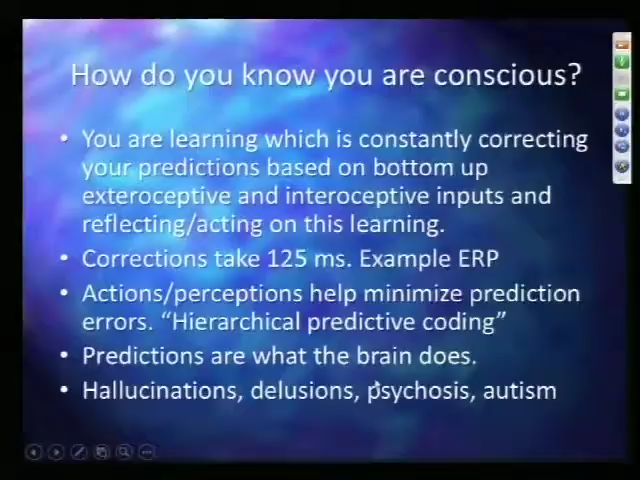 How do you know you are conscious?
• You are learning which is constantly correcting
your predictions based on bottom up
exteroceptive and interoceptive inputs and
reflecting/acting on this learning.
• Corrections take 125 ms. Example ERP
• Actions/perceptions help minimize prediction
errors. “Hierarchical predictive coding”
• Predictions are what the brain does.
• Hallucinations, delusions, psychosis, autism